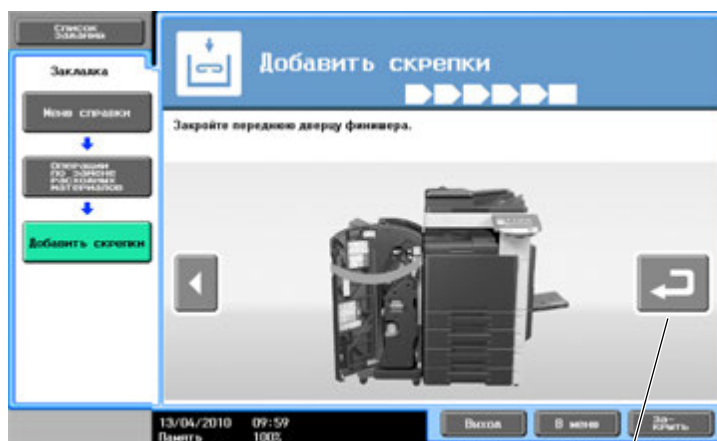 Список
заданий
Закладка
Меню справки
Операции
по замене
расходных
материалов
Добавить скрепки
Добавить скрепки
Закройте переднюю дверцу финишера.
13/04/2010 09:59
Память 100%
Выход
В меню
За-
крыть